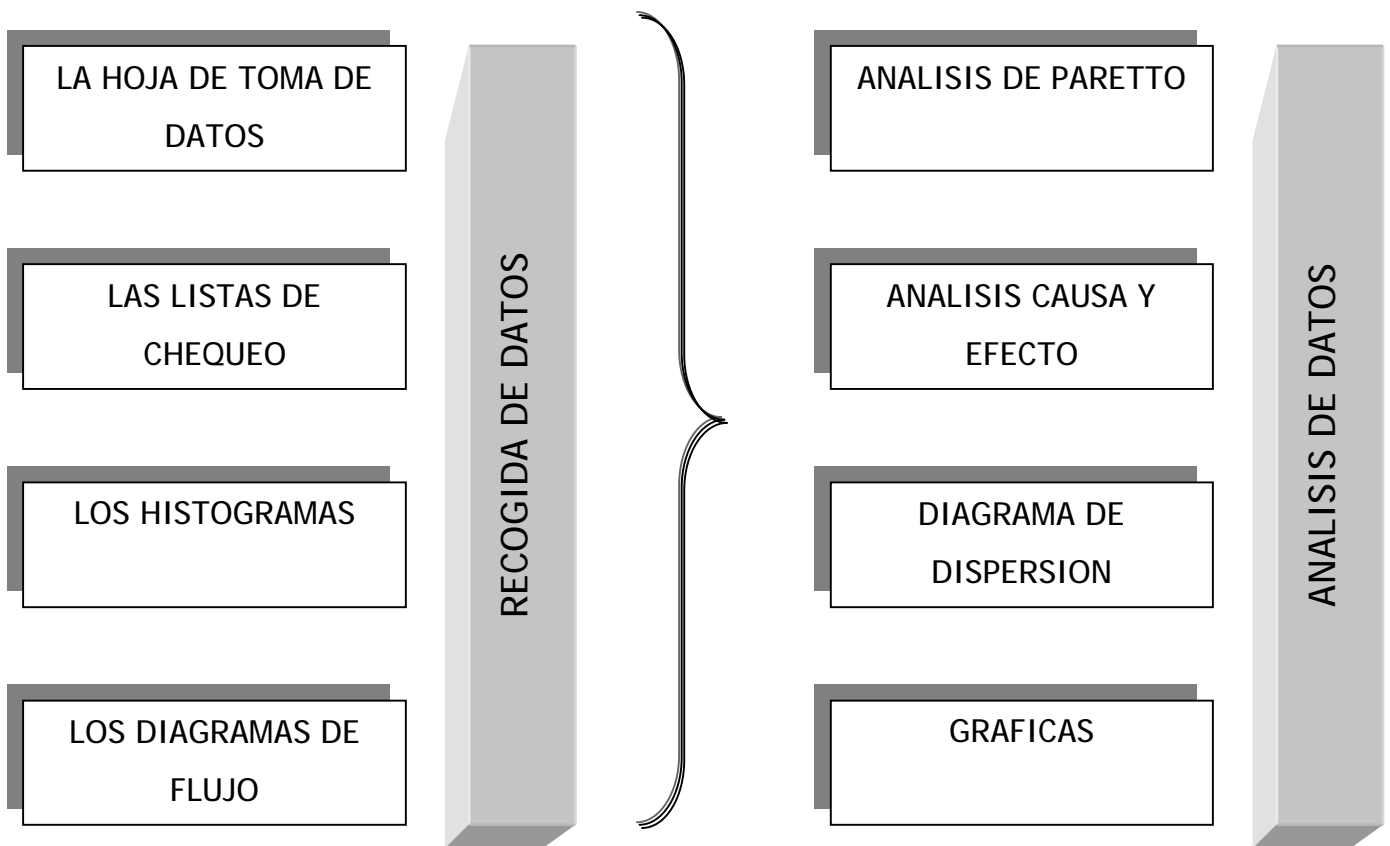 LA HOJA DE TOMA DE
DATOS
LAS LISTAS DE
CHEQUEO
LOS HISTOGRAMAS
LOS DIAGRAMAS DE
FLUJO
RECOGIDA DE DATOS
ANALISIS DE PARETTO
ANALISIS CAUSA Y
EFECTO
DIAGRAMA DE
DISPERSION
GRAFICAS
ANALISIS DE DATOS